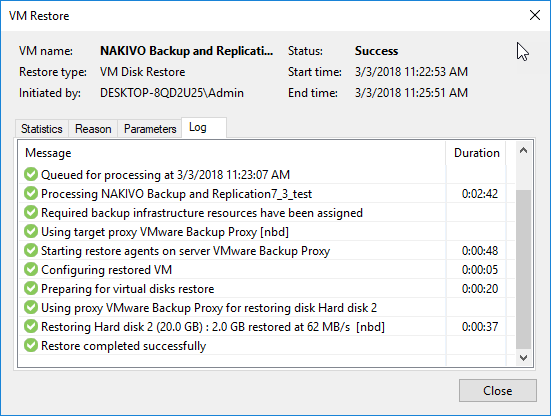 VM Restore
VM name: NAKIVO Backup and Replicati... Status: Success
Restore type: VM Disk Restore Start time: 3/3/2018 11:22:53 AM
Initiated by: DESKTOP-8QD2U25\Admin End time: 3/3/2018 11:25:51 AM
Statistics Reason Parameters Log
Message Duration
Queued for processing at 3/3/2018 11:23:07 AM
Processing NAKIVO Backup and Replication7_3_test 0:02:42
Required backup infrastructure resources have been assigned
Using target proxy VMware Backup Proxy [nbd]
Starting restore agents on server VMware Backup Proxy 0:00:48
Configuring restored VM 0:00:05
Preparing for virtual disks restore 0:00:20
Using proxy VMware Backup Proxy for restoring disk Hard disk 2
Restoring Hard disk 2 (20.0 GB) : 2.0 GB restored at 62 MB/s [nbd] 0:00:37
Restore completed successfully
Close